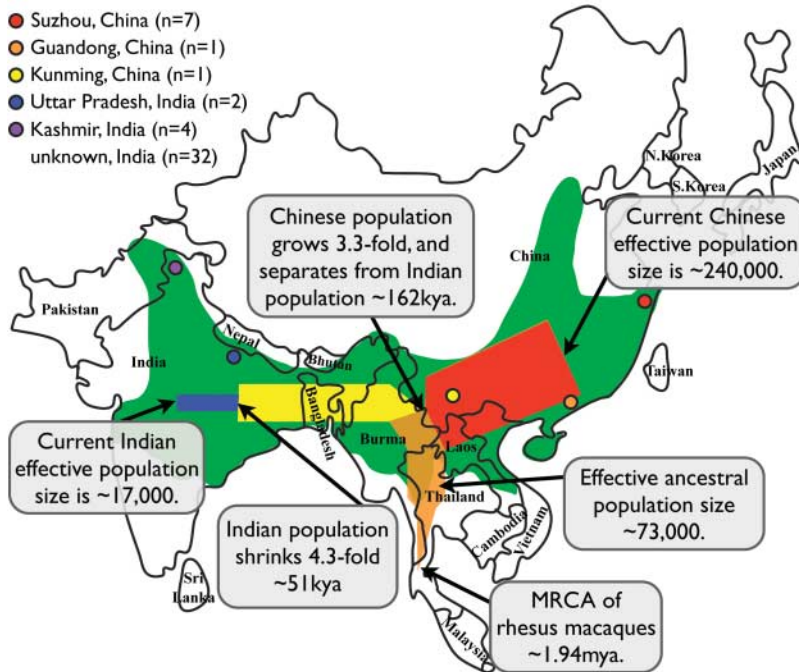 Suzhou, China (n=7)
Guandong, China (n=1)
Kunming, China (n=1)
Uttar Pradesh, India (n=2)
Kashmir, India (n=4)
unknown, India (n=32)
N.Korea
S.Korea
Japan
Chinese population
grows 3.3-fold, and
separates from Indian
population ~162kya.
Current Chinese
effective population
size is ~240,000.
China
Pakistan
Nepal
Bhutan
India
Bangladesh
Taiwan
Burma
Laos
Current Indian
effective population
size is ~17,000.
Thailand
Effective ancestral
population size
~73,000.
Cambodia
Vietnam
Indian population
shrinks 4.3-fold
~51kya
Sri
Lanka
MRCA of
rhesus macaques
~1.94mya.
Malaysia